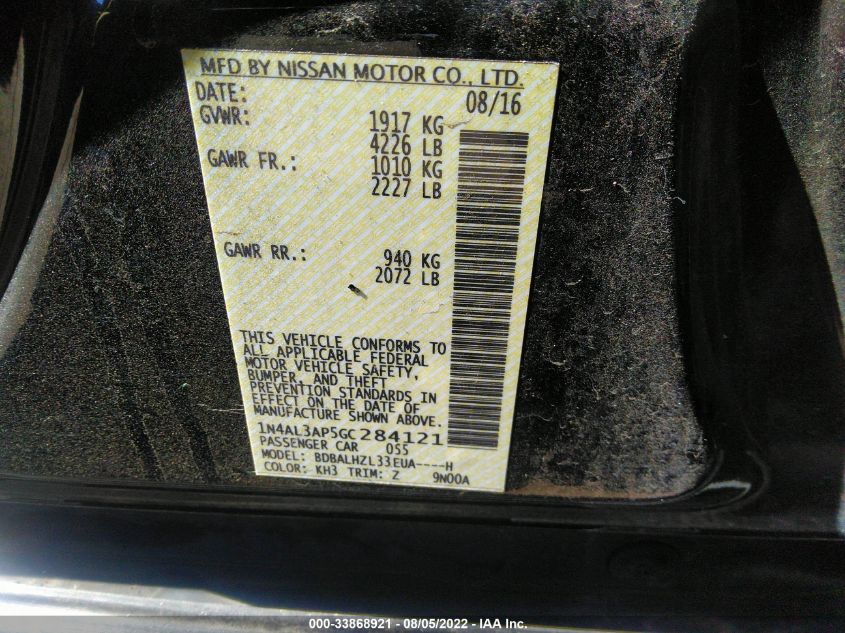 MFD BY NISSAN MOTOR CO., LTD.
DATE: 08/16
GVWR: 1917 KG
4226 LB
GAWR FR.: 1010 KG
2227 LB
GAWR RR.: 940 KG
2072 LB
THIS VEHICLE CONFORMS TO
ALL APPLICABLE FEDERAL
MOTOR VEHICLE SAFETY,
BUMPER, AND THEFT
PREVENTION STANDARDS IN
EFFECT ON THE DATE OF
MANUFACTURE SHOWN ABOVE.
1N4AL3AP5GC284121
PASSENGER CAR 055
MODEL: BDBALHZL33EUA----H
COLOR: KH3 TRIM: Z 9N00A
000-33868921 - 08/05/2022 - IAA Inc.